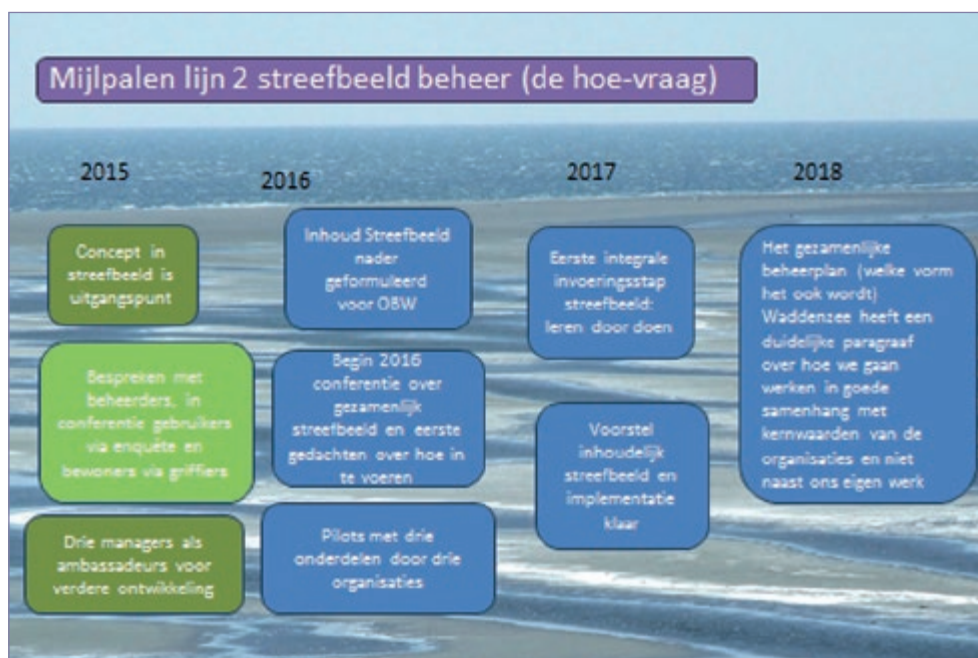 Mijlpalen lijn 2 streefbeeld beheer (de hoe-vraag)
2015
Concept in
streefbeeld is
uitgangspunt
Bespreken met
beheerders, in
conferentie gebruikers
via enquête en
bewoners via griffiers
Drie managers als
ambassadeurs voor
verdere ontwikkeling
2016
Inhoud Streefbeeld
nader
geformuleerd
voor OBW
Begin 2016
conferentie over
gezamenlijk
streefbeeld en eerste
gedachten over hoe in
te voeren
Pilots met drie
onderdelen door drie
organisaties
2017
Eerste integrale
invoeringsstap
streefbeeld:
leren door doen
Voorstel
inhoudelijk
streefbeeld en
implementatie
klaar
2018
Het gezamenlijke
beheerplan (welke vorm
het ook wordt)
Waddenzee heeft een
duidelijke paragraaf
over hoe we gaan
werken in goede
samenhang met
kernwaarden van de
organisaties en niet
naast ons eigen werk